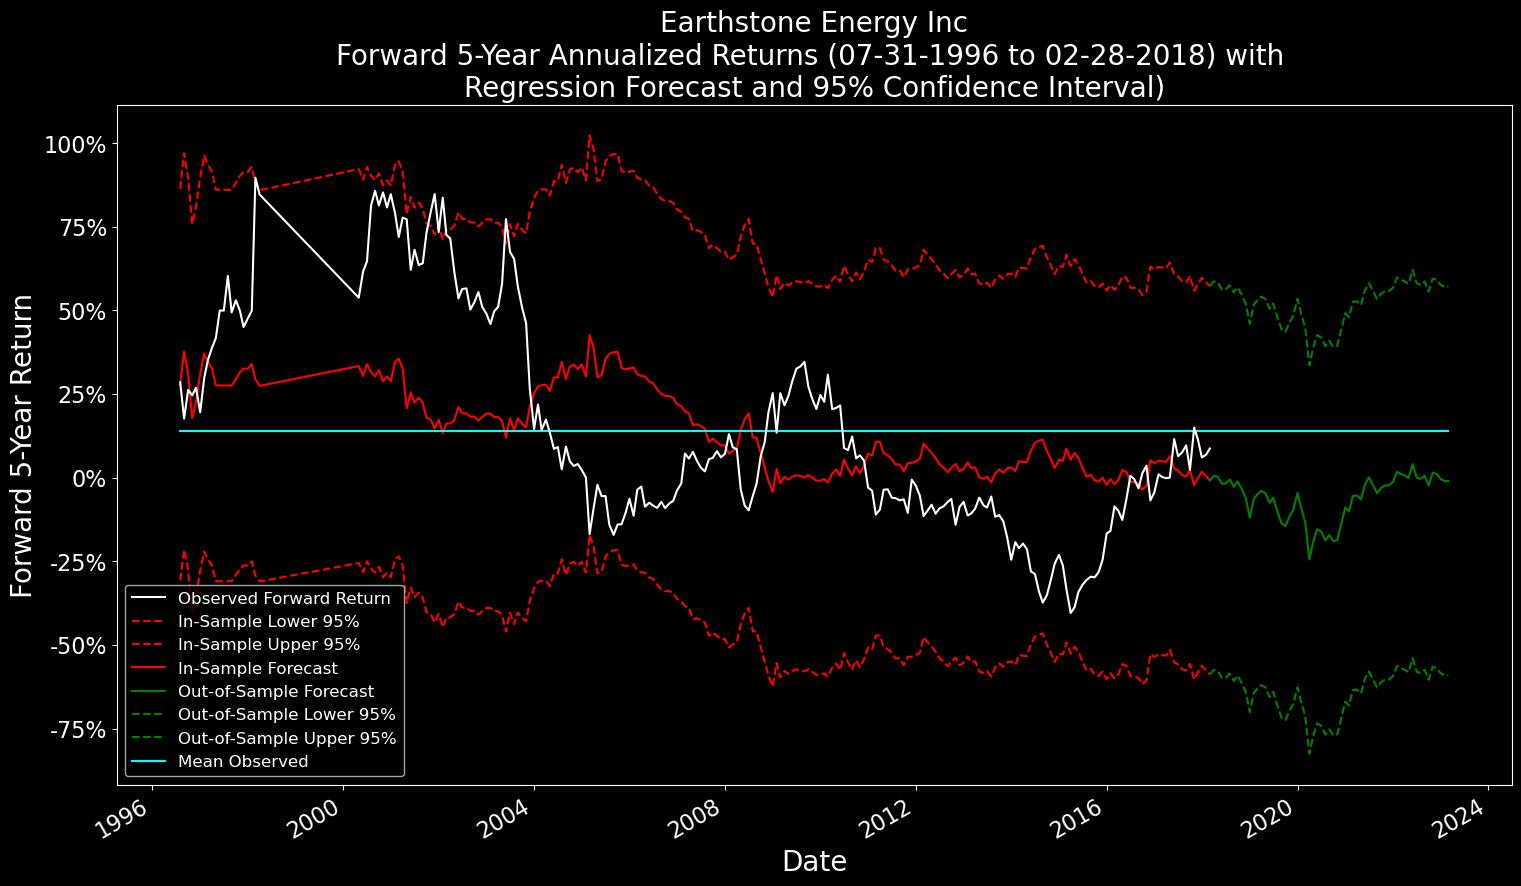 Earthstone Energy Inc
Forward 5-Year Annualized Returns (07-31-1996 to 02-28-2018) with
Regression Forecast and 95% Confidence Interval)
Forward 5-Year Return
100%
75%
50%
25%
0%
-25%
-50%
-75%
Observed Forward Return
In-Sample Lower 95%
In-Sample Upper 95%
In-Sample Forecast
Out-of-Sample Forecast
Out-of-Sample Lower 95%
Out-of-Sample Upper 95%
Mean Observed
1996
2000
2004
2008
2012
2016
2020
2024
Date